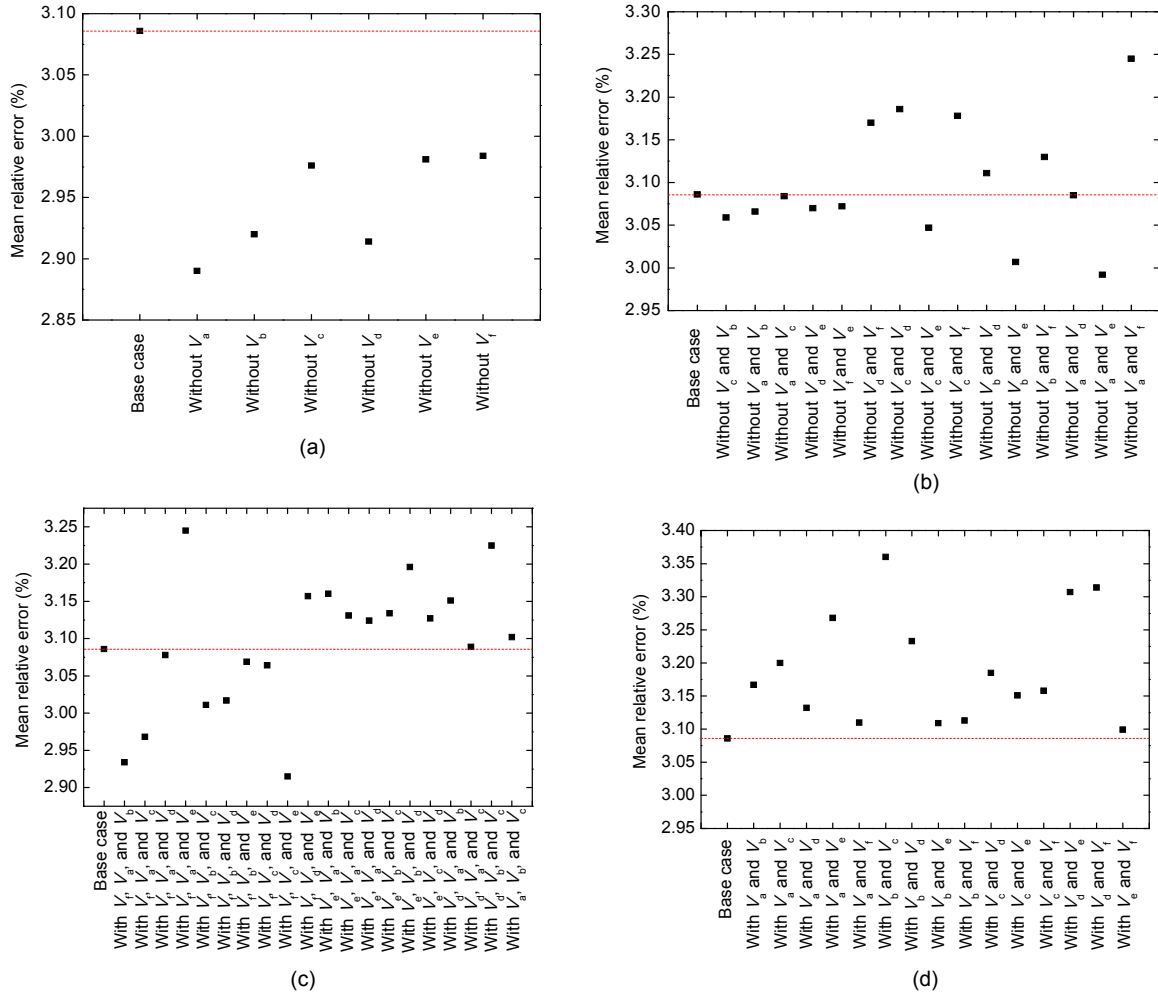 3.10
3.05
3.00
2.95
2.90
2.85
Mean relative error (%)
Base case
Without Va
Without Vb
Without Vc
Without Vd
Without Ve
Without Vf
(a)
3.30
3.25
3.20
3.15
3.10
3.05
3.00
2.95
Mean relative error (%)
Base case
Without Vc and Vb
Without Va and Vb
Without Va and Vc
Without Vd and Ve
Without Vf and Ve
Without Vd and Vf
Without Vc and Vd
Without Vc and Ve
Without Vc and Vf
Without Vb and Vd
Without Vb and Ve
Without Vb and Vf
Without Va and Vd
Without Va and Ve
Without Va and Vf
(b)
3.25
3.20
3.15
3.10
3.05
3.00
2.95
2.90
Mean relative error (%)
Base case
With Vf, Va, and Vb
With Vf, Va, and Vc
With Vf, Va, and Vd
With Vf, Va, and Ve
With Vf, Vb, and Vc
With Vf, Vb, and Vd
With Vf, Vb, and Ve
With Vf, Vc, and Vd
With Vf, Vc, and Ve
With Vf, Vd, and Ve
With Ve, Va, and Vb
With Ve, Va, and Vc
With Ve, Va, and Vd
With Ve, Vb, and Vc
With Ve, Vb, and Vd
With Ve, Vc, and Vd
With Vd, Va, and Vb
With Vd, Va, and Vc
With Vd, Vb, and Vc
With Va, Vb, and Vc
(c)
3.40
3.35
3.30
3.25
3.20
3.15
3.10
3.05
3.00
2.95
Mean relative error (%)
Base case
With Va and Vb
With Va and Vc
With Va and Vd
With Va and Ve
With Va and Vf
With Vb and Vc
With Vb and Vd
With Vb and Ve
With Vb and Vf
With Vc and Vd
With Vc and Ve
With Vc and Vf
With Vd and Ve
With Vd and Vf
With Ve and Vf
(d)